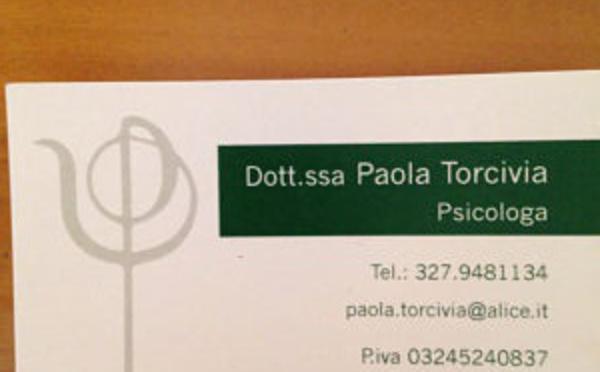 Dott.ssa Paola Torcivia
Psicologa
Tel.: 327.9481134
paola.torcivia@alice.it
P.iva 03245240837